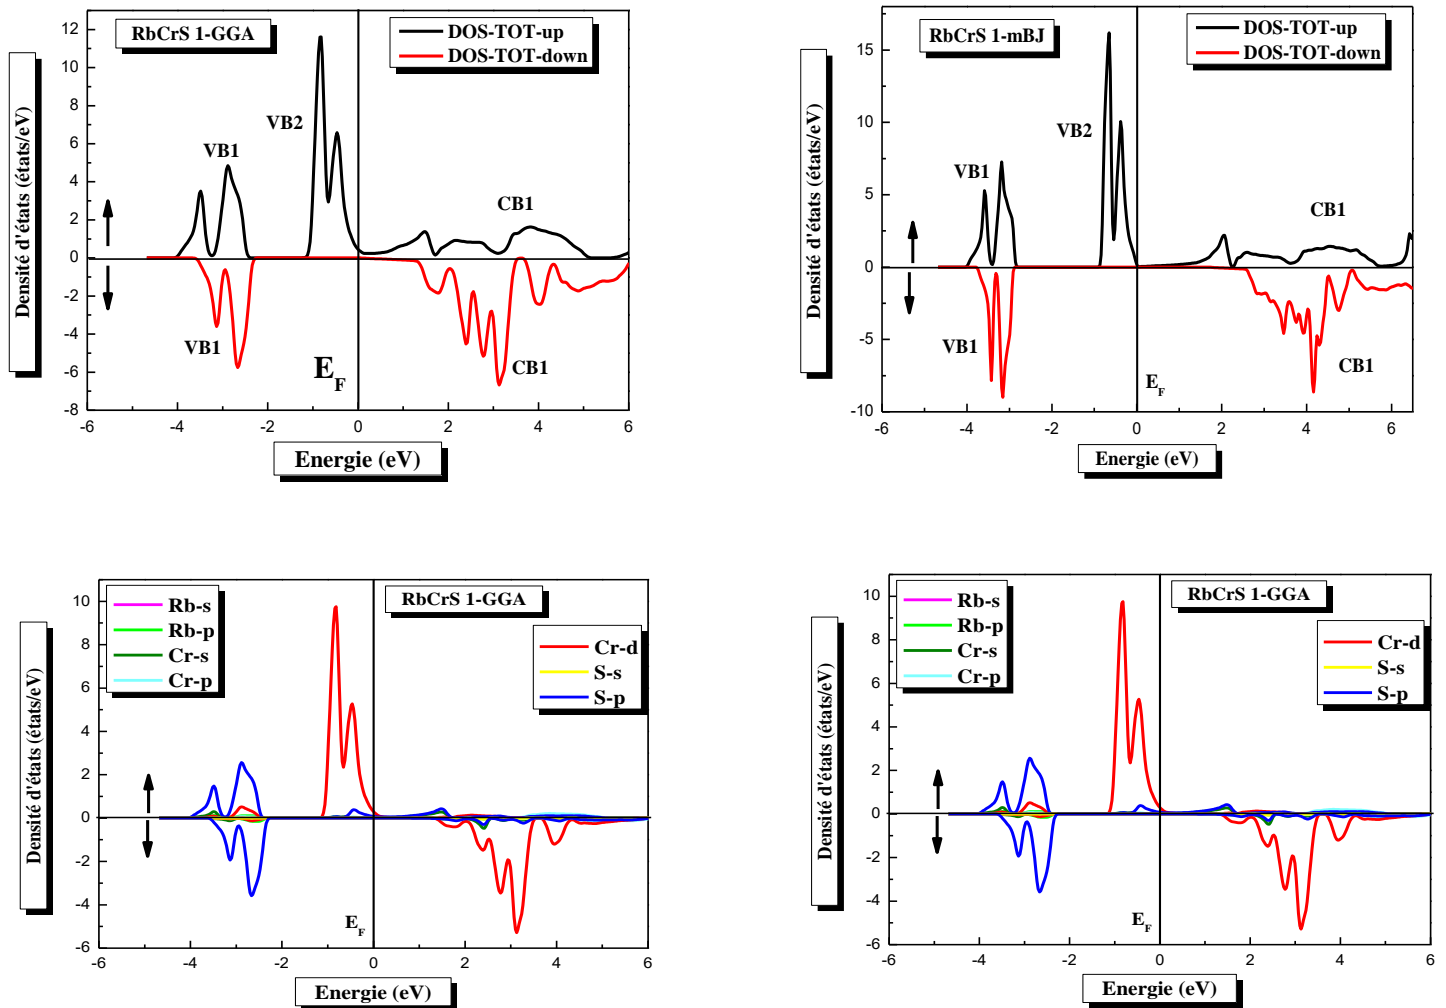 RbCrS 1-GGA
DOS-TOT-up
DOS-TOT-down
Densité d'états (états/eV)
12
10
8
6
4
2
0
-2
-4
-6
-8
VB1
VB2
CB1
VB1
CB1
E_F
-6 -4 -2 0 2 4 6
Energie (eV)
RbCrS 1-mBJ
DOS-TOT-up
DOS-TOT-down
Densité d'états (états/eV)
15
10
5
0
-5
-10
VB1
VB2
CB1
VB1
CB1
E_F
-6 -4 -2 0 2 4 6
Energie (eV)
Rb-s
Rb-p
Cr-s
Cr-p
RbCrS 1-GGA
Cr-d
S-s
S-p
Densité d'états (états/eV)
10
8
6
4
2
0
-2
-4
-6
E_F
-6 -4 -2 0 2 4 6
Energie (eV)
Rb-s
Rb-p
Cr-s
Cr-p
RbCrS 1-GGA
Cr-d
S-s
S-p
Densité d'états (états/eV)
10
8
6
4
2
0
-2
-4
-6
E_F
-6 -4 -2 0 2 4 6
Energie (eV)